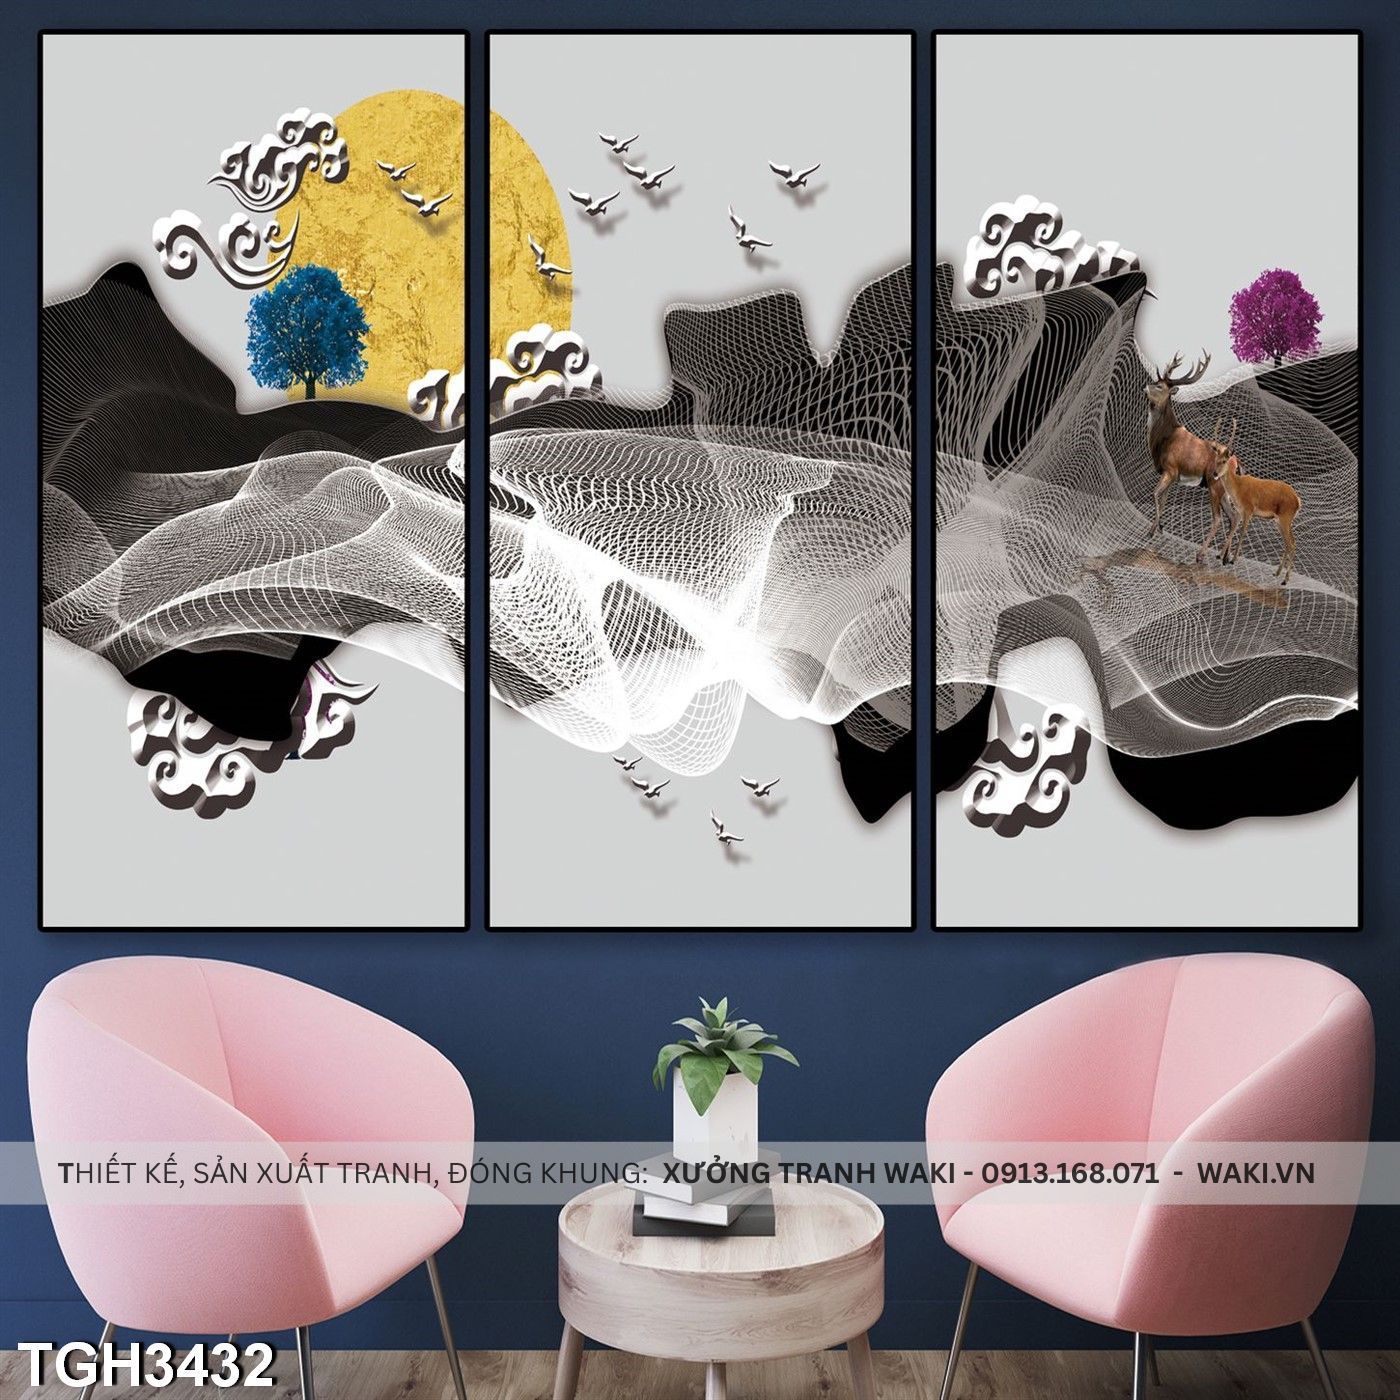 THIẾT KẾ, SẢN XUẤT TRANH, ĐÓNG KHUNG: XƯỞNG TRANH WAKI - 0913.168.071 - WAKI.VN
TGH3432